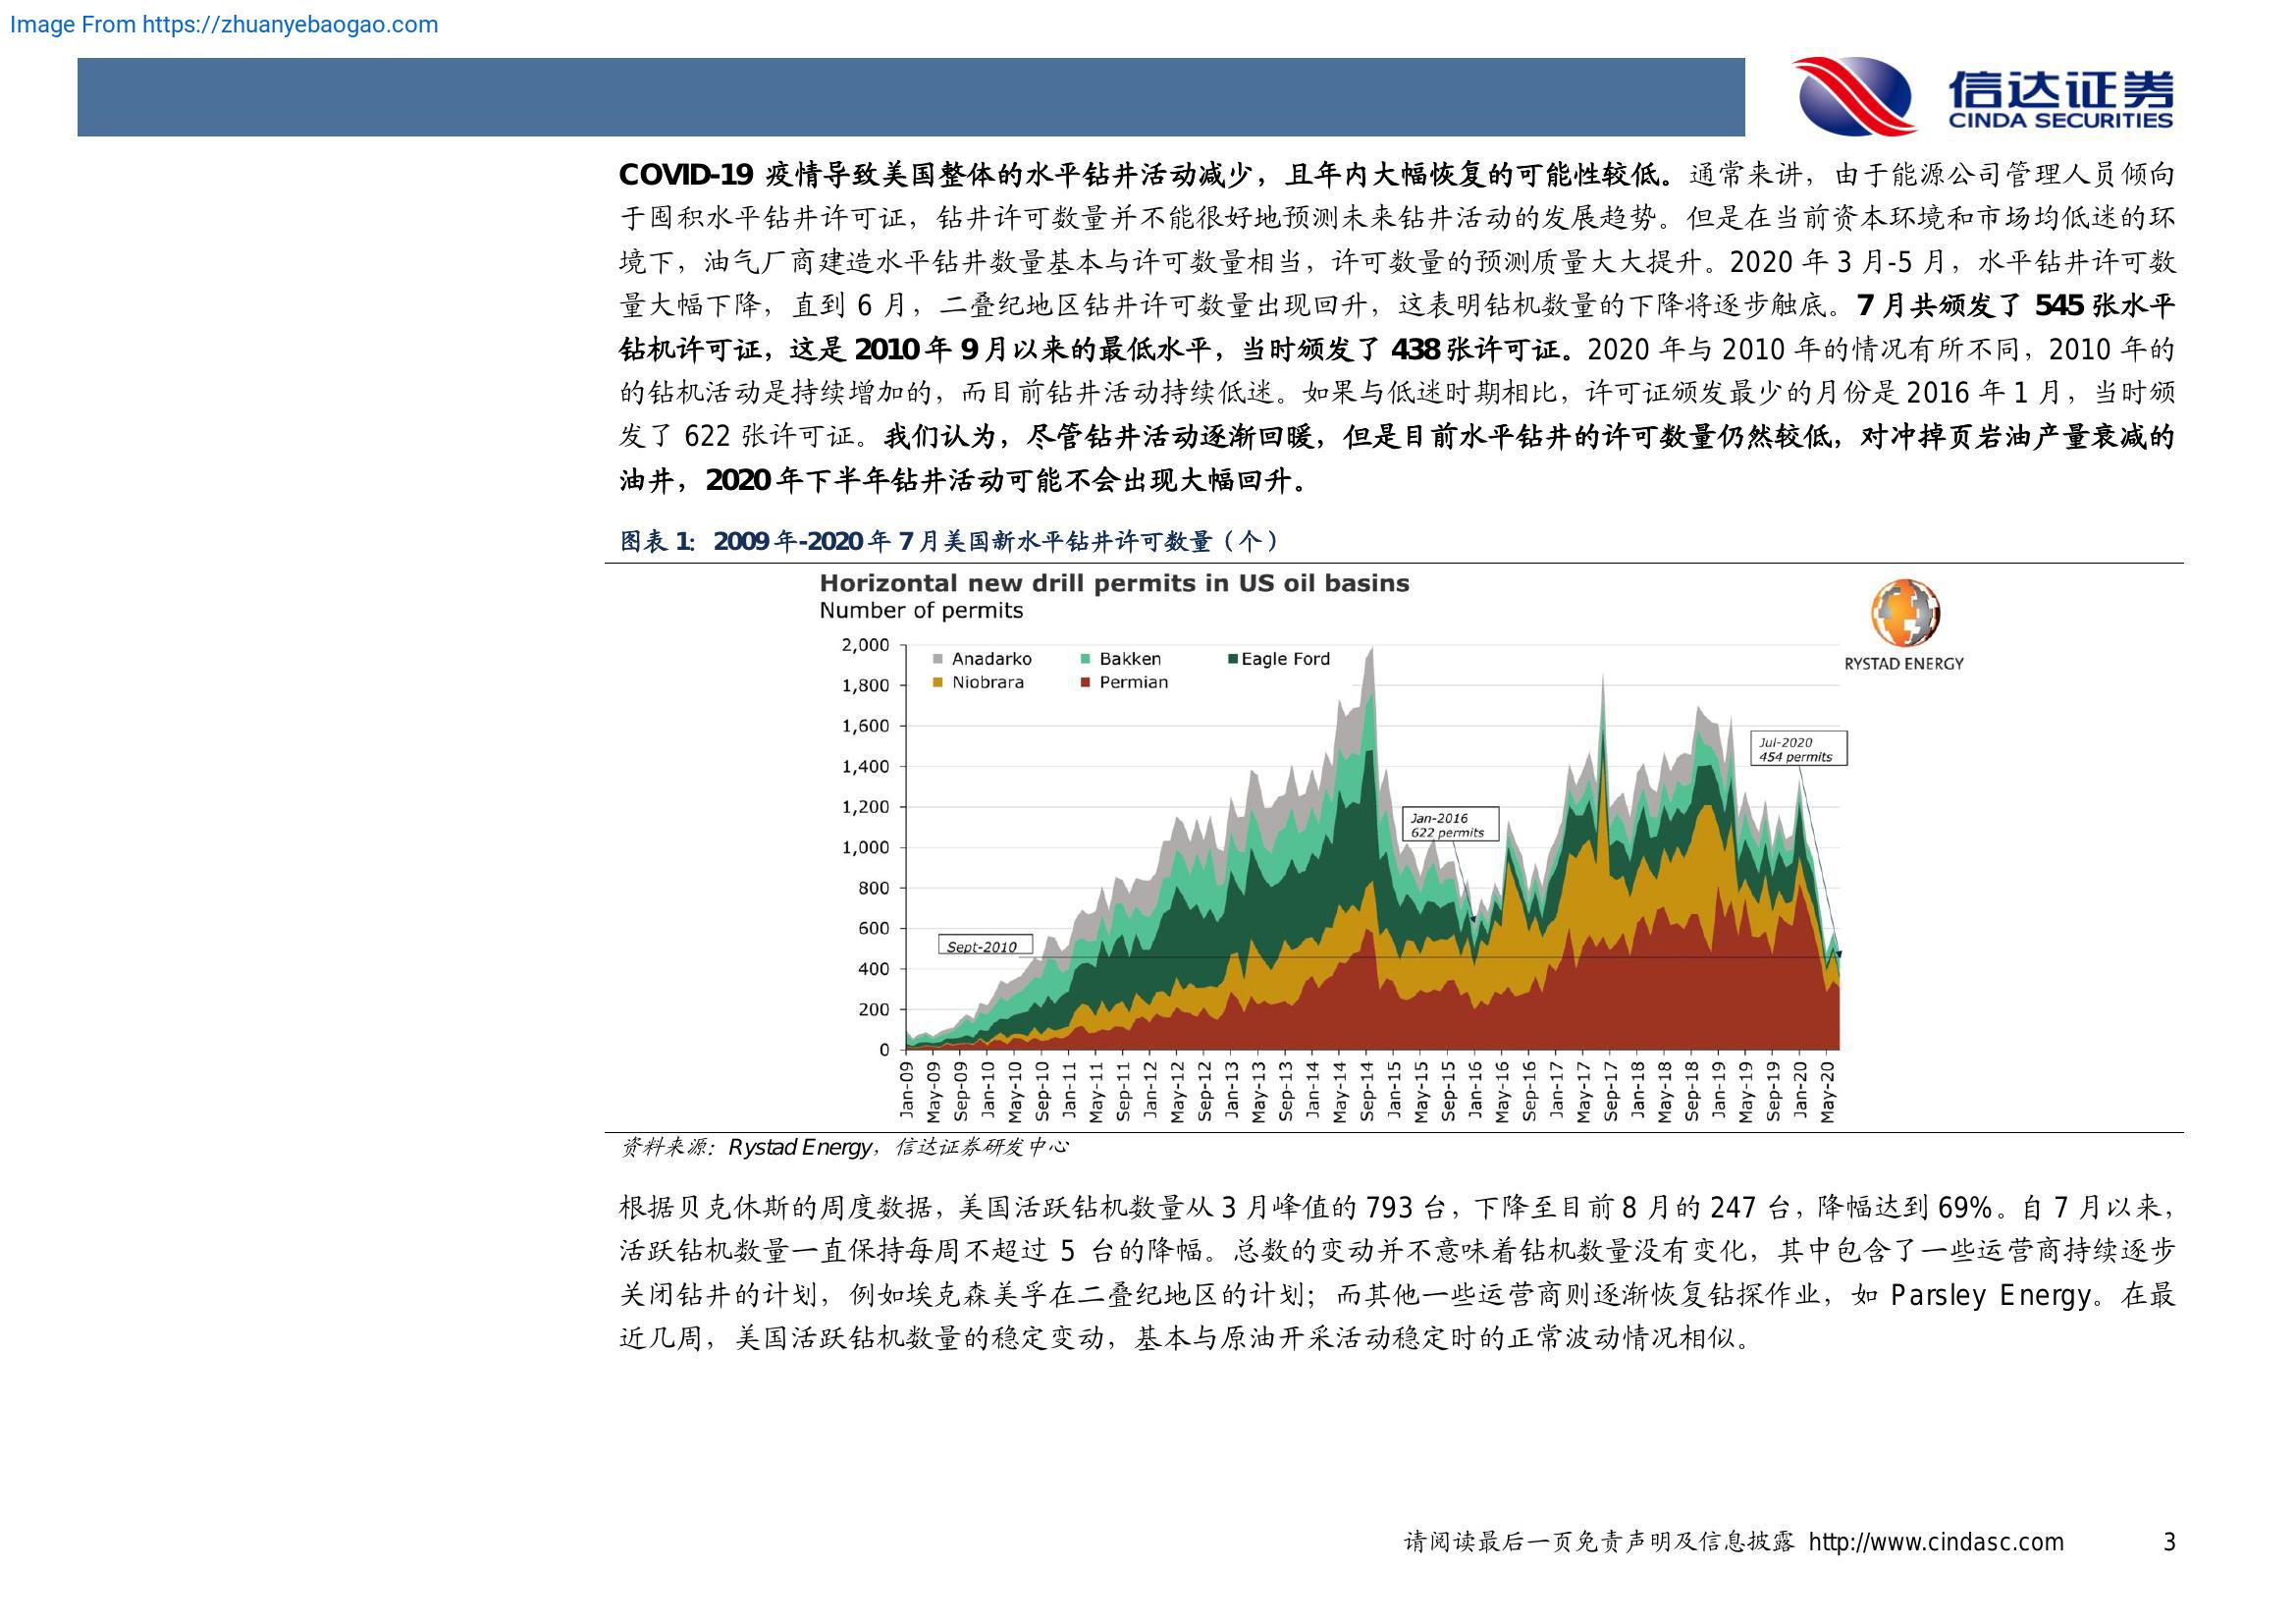 Image From https://zhuanyebaogao.com
信达证券
CINDA SECURITIES
COVID-19 疫情导致美国整体的水平钻井活动减少，且年内大幅恢复的可能性较低。通常来讲，由于能源公司管理人员倾向
于囤积水平钻井许可证，钻井许可数量并不能很好地预测未来钻井活动的发展趋势。但是在当前资本环境和市场均低迷的环
境下，油气厂商建造水平钻井数量基本与许可数量相当，许可数量的预测质量大大提升。2020 年 3 月-5 月，水平钻井许可数
量大幅下降，直到 6 月，二叠纪地区钻井许可数量出现回升，这表明钻机数量的下降将逐步触底。7 月共颁发了 545 张水平
钻机许可证，这是 2010 年 9 月以来的最低水平，当时颁发了 438 张许可证。2020 年与 2010 年的情况有所不同，2010 年的
的钻机活动是持续增加的，而目前钻井活动持续低迷。如果与低迷时期相比，许可证颁发最少的月份是 2016 年 1 月，当时颁
发了 622 张许可证。我们认为，尽管钻井活动逐渐回暖，但是目前水平钻井的许可数量仍然较低，对冲掉页岩油产量衰减的
油井，2020 年下半年钻井活动可能不会出现大幅回升。
图表 1：2009 年-2020 年 7 月美国新水平钻井许可数量（个）
Horizontal new drill permits in US oil basins
Number of permits
RYSTAD ENERGY
2,000
1,800
1,600
1,400
1,200
1,000
800
600
400
200
0
Anadarko Bakken Eagle Ford
Niobrara Permian
Jul-2020
454 permits
Jan-2016
622 permits
Sept-2010
Jan-09 May-09 Sep-09 Jan-10 May-10 Sep-10 Jan-11 May-11 Sep-11 Jan-12 May-12 Sep-12 Jan-13 May-13 Sep-13 Jan-14 May-14 Sep-14 Jan-15 May-15 Sep-15 Jan-16 May-16 Sep-16 Jan-17 May-17 Sep-17 Jan-18 May-18 Sep-18 Jan-19 May-19 Sep-19 Jan-20 May-20
资料来源：Rystad Energy，信达证券研发中心
根据贝克休斯的周度数据，美国活跃钻机数量从 3 月峰值的 793 台，下降至目前 8 月的 247 台，降幅达到 69%。自 7 月以来，
活跃钻机数量一直保持每周不超过 5 台的降幅。总数的变动并不意味着钻机数量没有变化，其中包含了一些运营商持续逐步
关闭钻井的计划，例如埃克森美孚在二叠纪地区的计划；而其他一些运营商则逐渐恢复钻探作业，如 Parsley Energy。在最
近几周，美国活跃钻机数量的稳定变动，基本与原油开采活动稳定时的正常波动情况相似。
请阅读最后一页免责声明及信息披露 http://www.cindasc.com 3